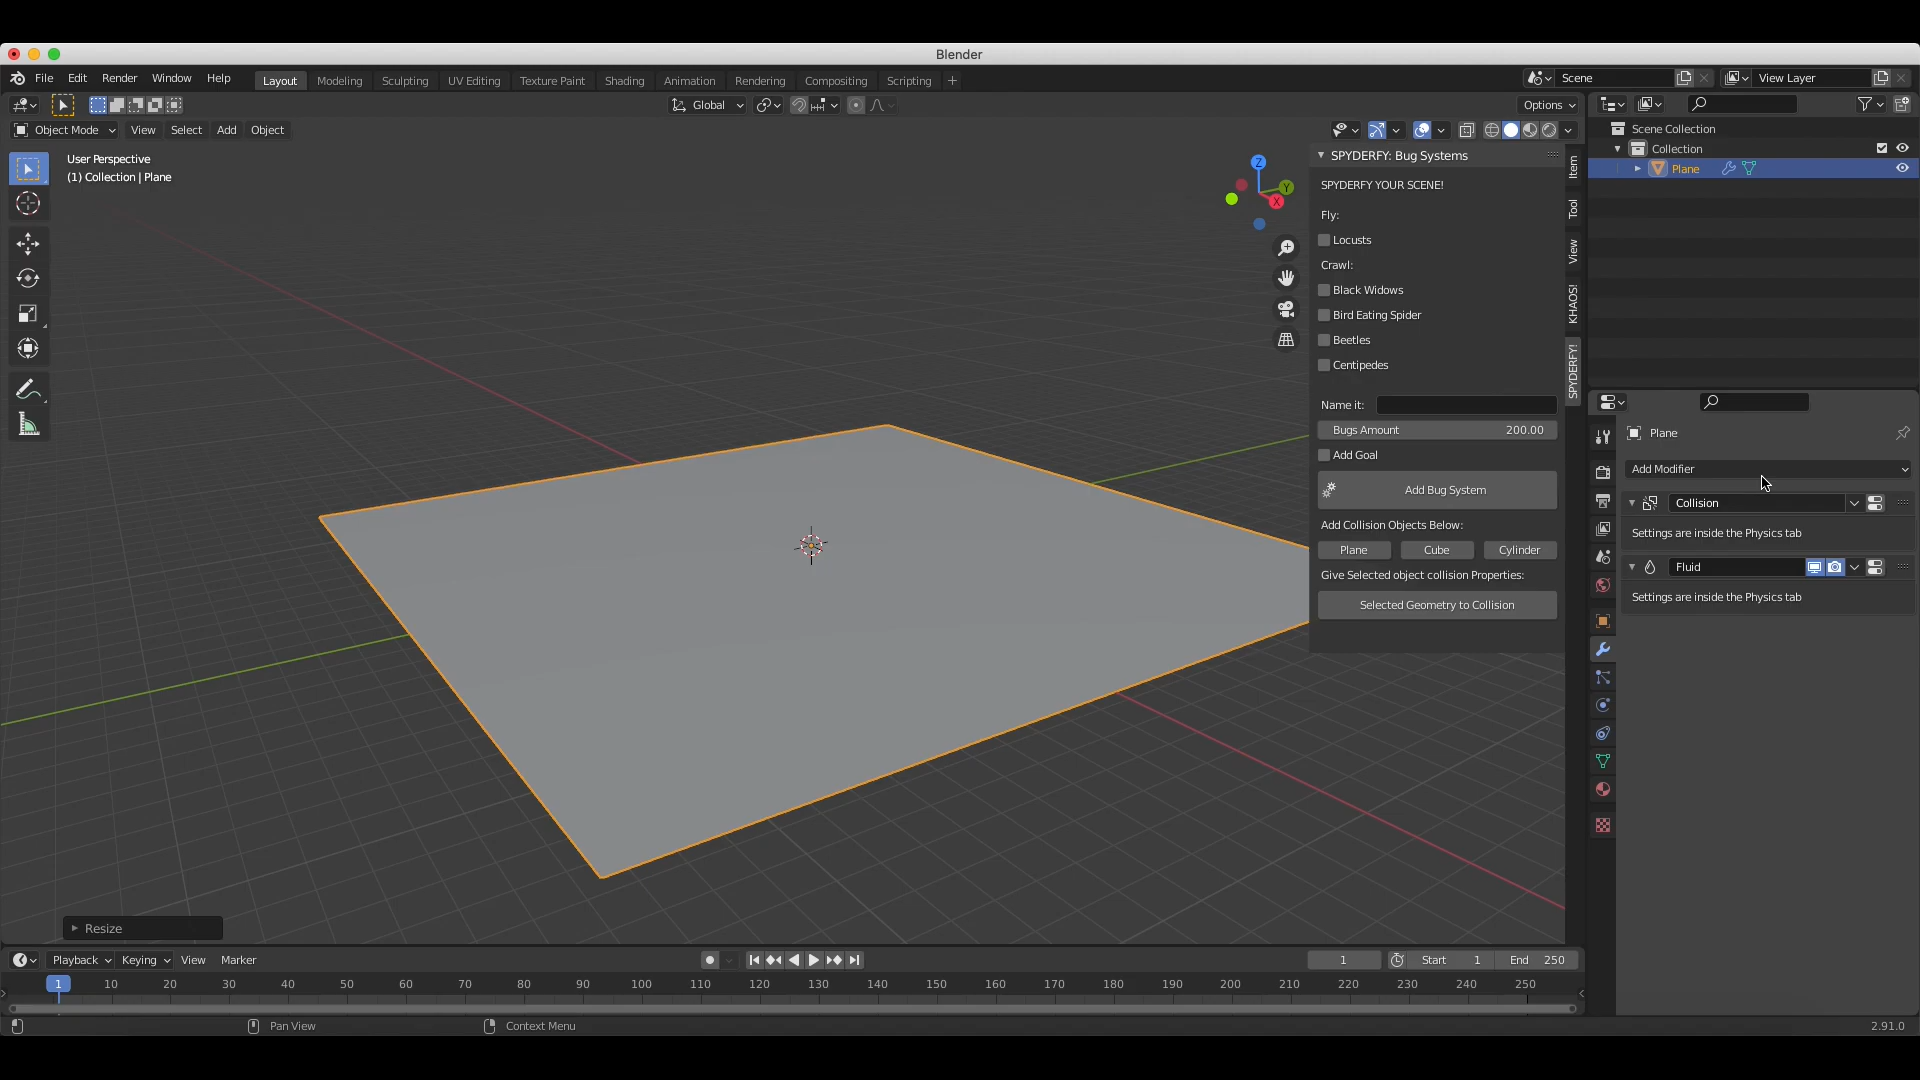 Blender
File Edit Render Window Help
Layout Modeling Sculpting UV Editing Texture Paint Shading Animation Rendering Compositing Scripting +
Scene
View Layer
Global
Options
Object Mode View Select Add Object
User Perspective
(1) Collection | Plane
Z
Y
X
SPYDERFY: Bug Systems
SPYDERFY YOUR SCENE!
Fly:
Locusts
Crawl:
Black Widows
Bird Eating Spider
Beetles
Centipedes
Name it:
Bugs Amount 200.00
Add Goal
Add Bug System
Add Collision Objects Below:
Plane Cube Cylinder
Give Selected object collision Properties:
Selected Geometry to Collision
Item
Tool
View
KHAOS!
SPYDERFY!
Scene Collection
Collection
Plane
Plane
Add Modifier
Collision
Settings are inside the Physics tab
Fluid
Settings are inside the Physics tab
Resize
Playback Keying View Marker
1
Start 1
End 250
1 10 20 30 40 50 60 70 80 90 100 110 120 130 140 150 160 170 180 190 200 210 220 230 240 250
Pan View
Context Menu
2.91.0